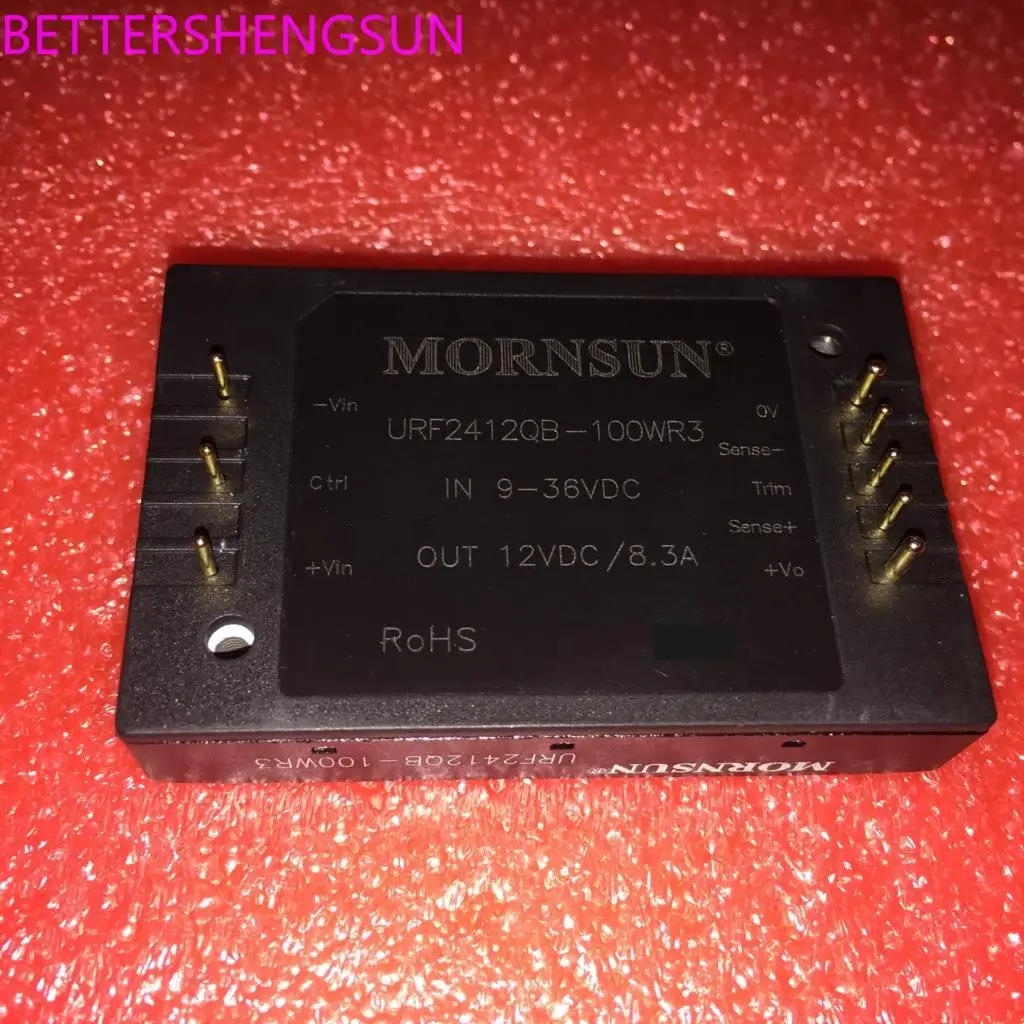 BETTERSHENGSUN
MORNSUN®
-Vin
0V
URF2412QB-100WR3
Sense-
Ctrl
IN 9-36VDC
Trim
Sense+
OUT 12VDC/8.3A
+Vin
+Vo
RoHS
URF2412QB-100WR3
MORNSUN®